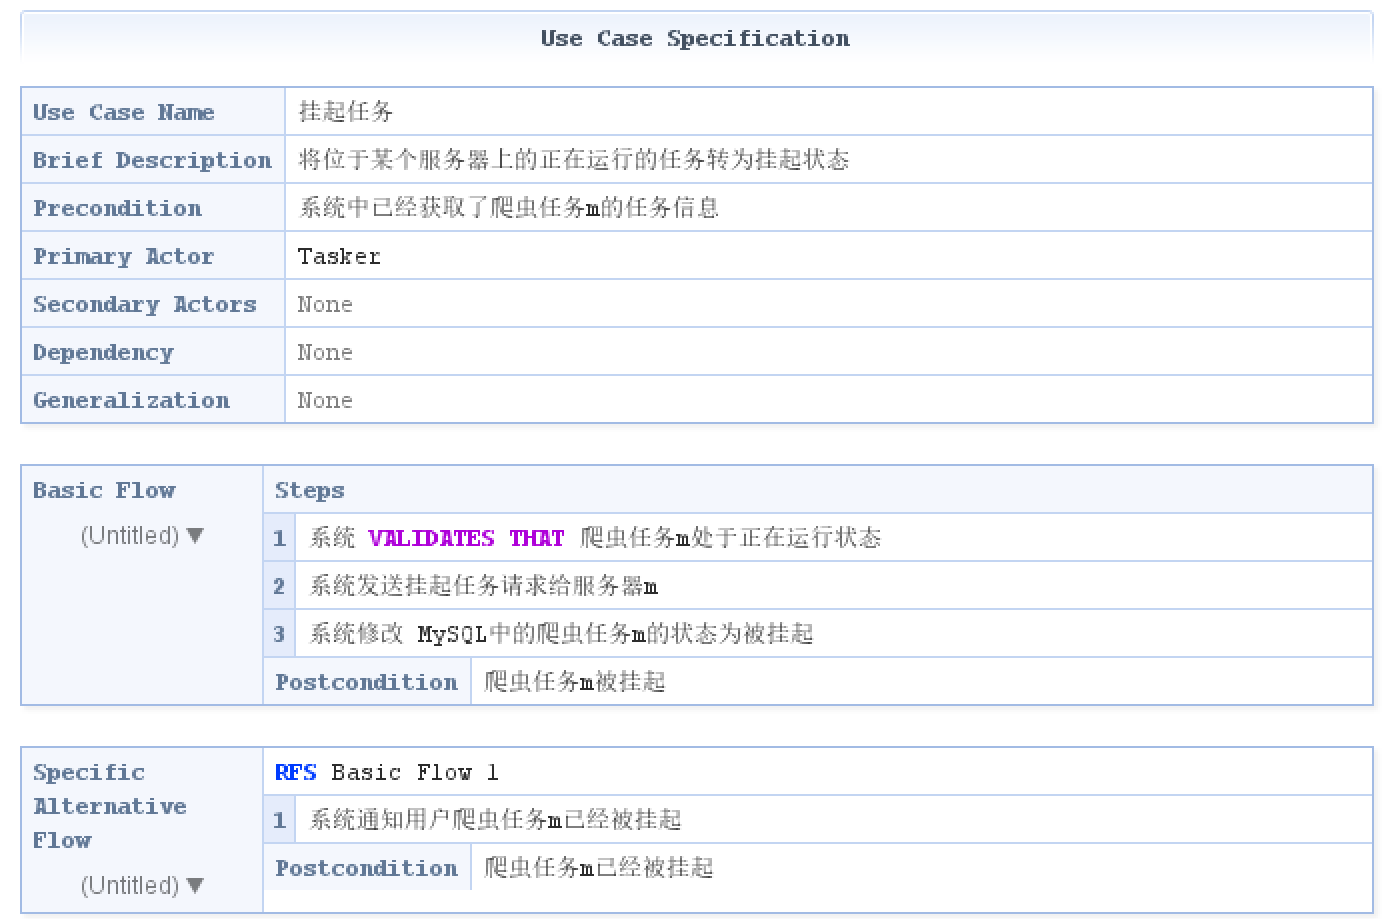 Use Case Specification
Use Case Name 挂起任务
Brief Description 将位于某个服务器上的正在运行的任务转为挂起状态
Precondition 系统中已经获取了爬虫任务m的任务信息
Primary Actor Tasker
Secondary Actors None
Dependency None
Generalization None
Basic Flow Steps
(Untitled) ▼
1 系统 VALIDATES THAT 爬虫任务m处于正在运行状态
2 系统发送挂起任务请求给服务器m
3 系统修改 MySQL中的爬虫任务m的状态为被挂起
Postcondition 爬虫任务m被挂起
Specific
Alternative
Flow
(Untitled) ▼
RFS Basic Flow 1
1 系统通知用户爬虫任务m已经被挂起
Postcondition 爬虫任务m已经被挂起